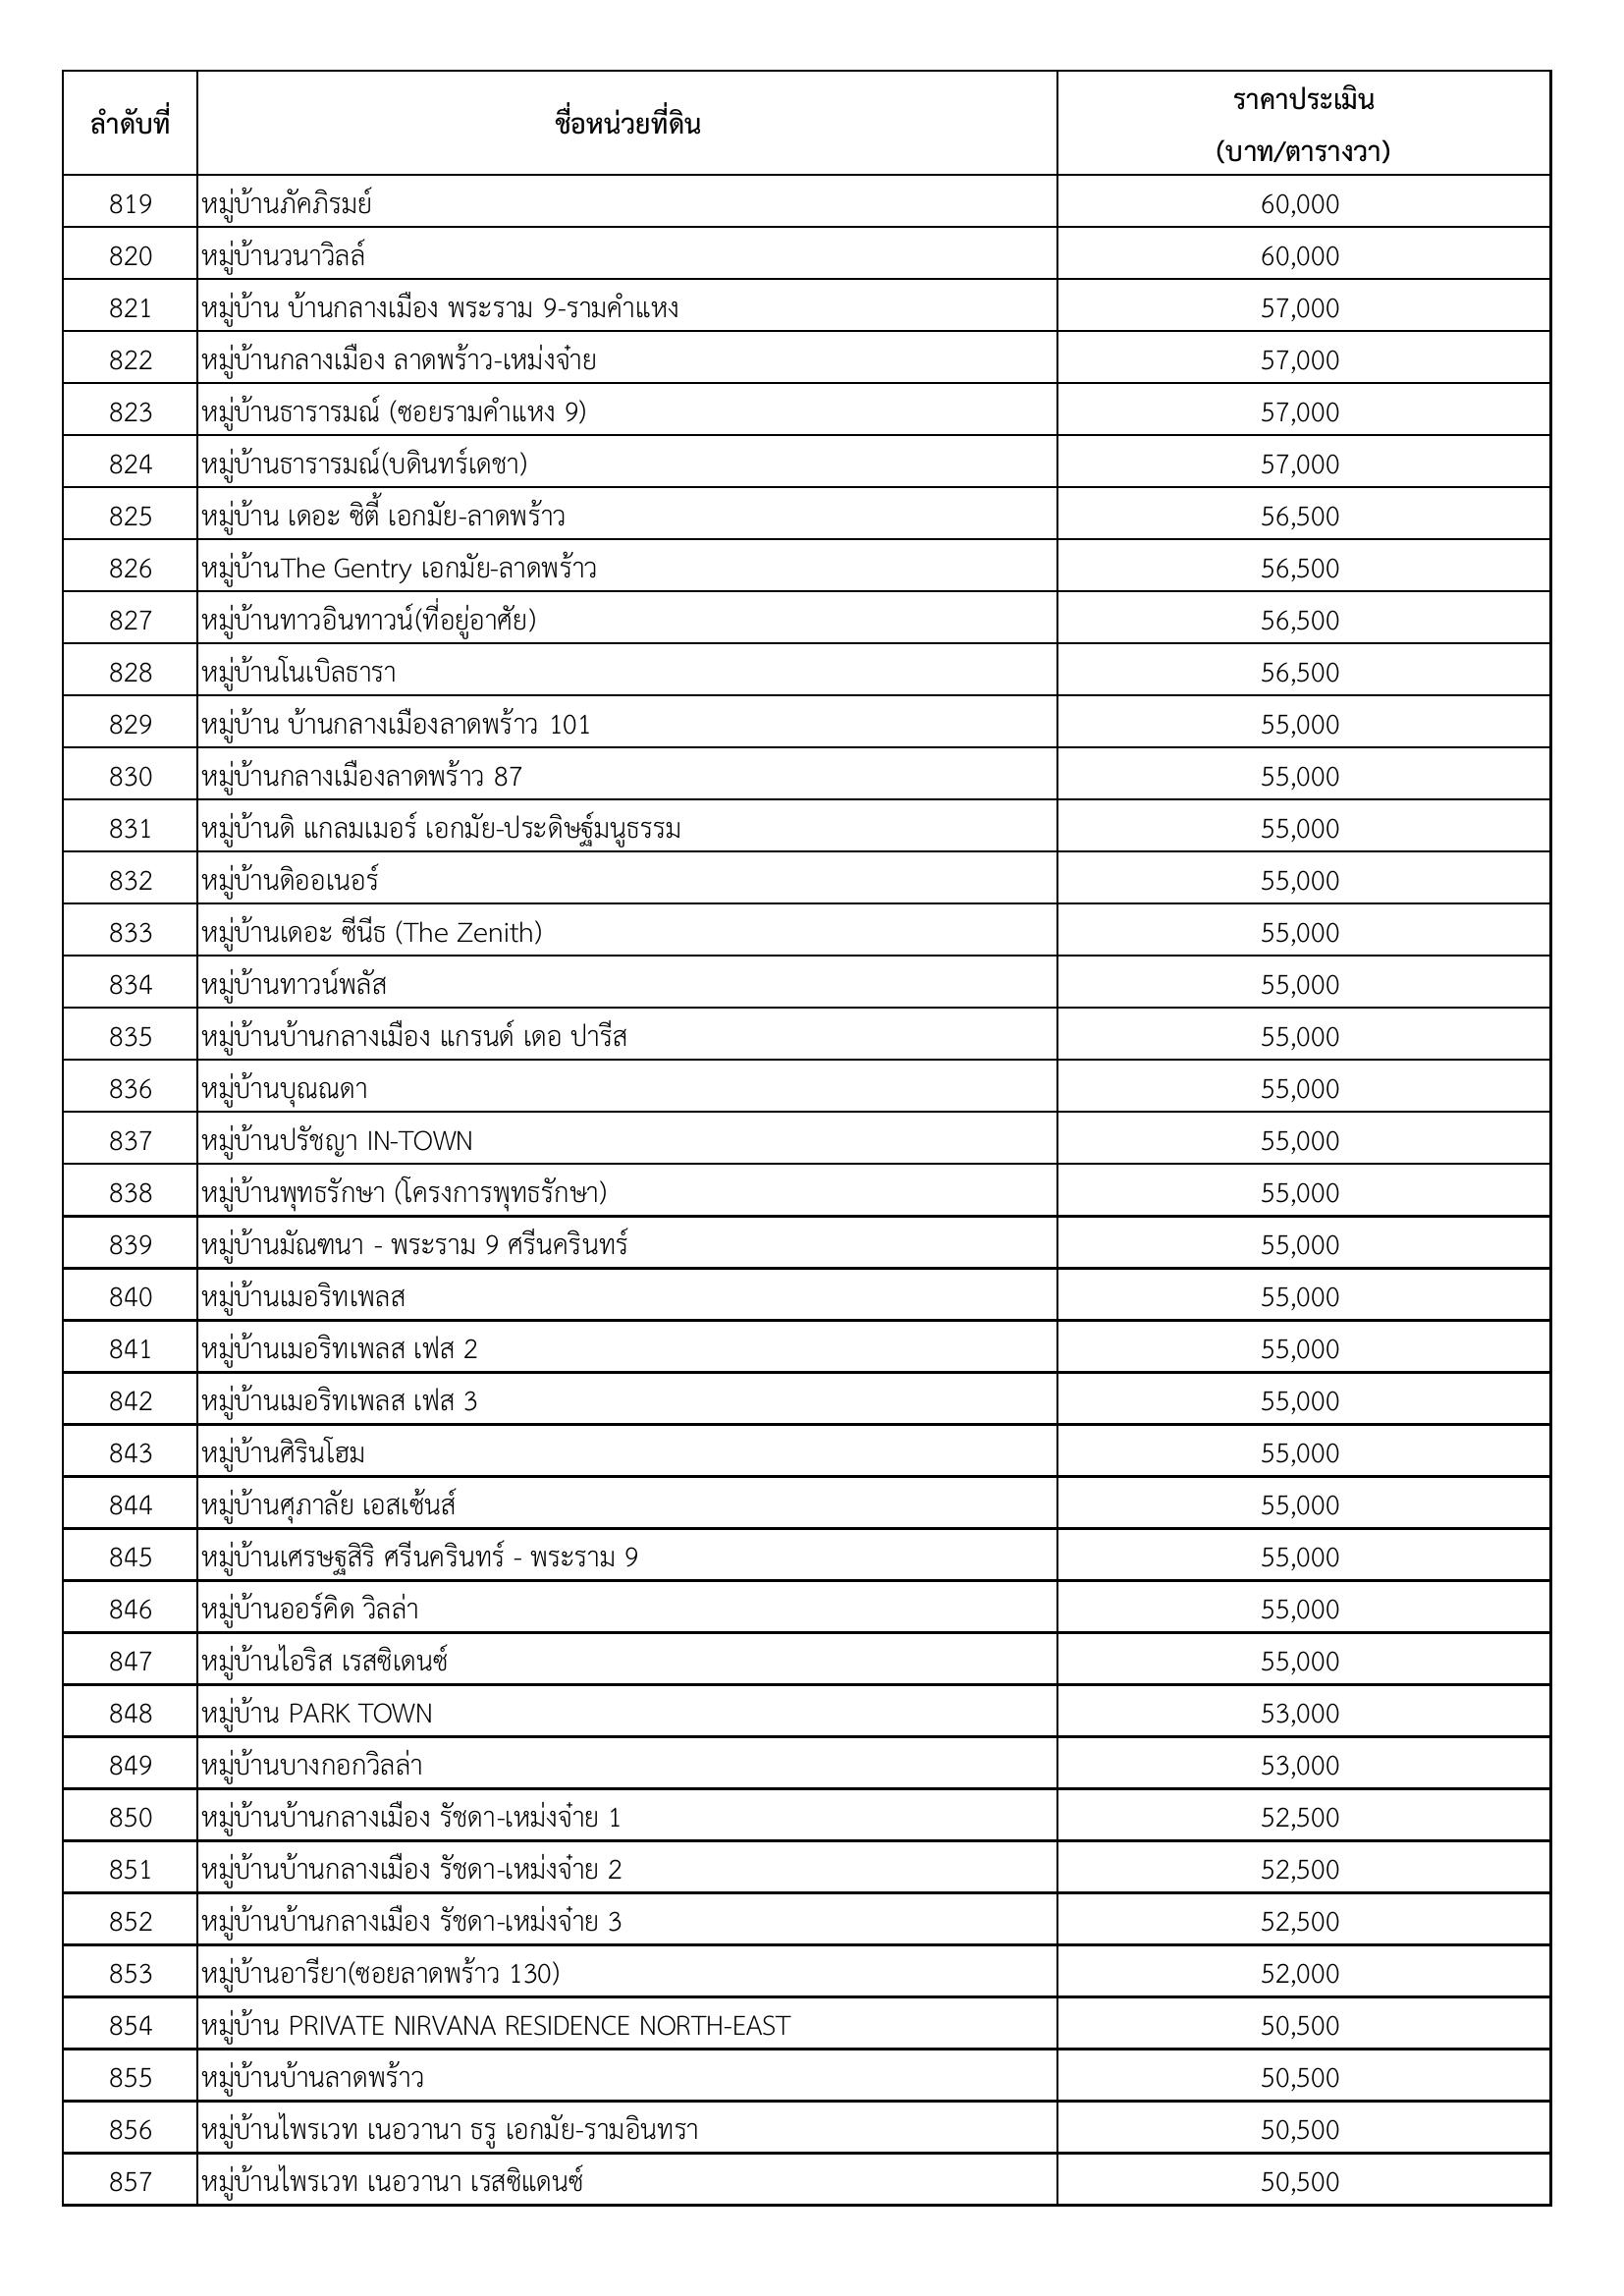 ลำดับที่ ชื่อหน่วยที่ดิน ราคาประเมิน
(บาท/ตารางวา)
819 หมู่บ้านภัคภิรมย์ 60,000
820 หมู่บ้านวนาวิลล์ 60,000
821 หมู่บ้าน บ้านกลางเมือง พระราม 9-รามคำแหง 57,000
822 หมู่บ้านกลางเมือง ลาดพร้าว-เหม่งจ๋าย 57,000
823 หมู่บ้านธารารมณ์ (ซอยรามคำแหง 9) 57,000
824 หมู่บ้านธารารมณ์(บดินทร์เดชา) 57,000
825 หมู่บ้าน เดอะ ซิตี้ เอกมัย-ลาดพร้าว 56,500
826 หมู่บ้านThe Gentry เอกมัย-ลาดพร้าว 56,500
827 หมู่บ้านทาวอินทาวน์(ที่อยู่อาศัย) 56,500
828 หมู่บ้านโนเบิลธารา 56,500
829 หมู่บ้าน บ้านกลางเมืองลาดพร้าว 101 55,000
830 หมู่บ้านกลางเมืองลาดพร้าว 87 55,000
831 หมู่บ้านดิ แกลมเมอร์ เอกมัย-ประดิษฐ์มนูธรรม 55,000
832 หมู่บ้านดิออเนอร์ 55,000
833 หมู่บ้านเดอะ ซีนีธ (The Zenith) 55,000
834 หมู่บ้านทาวน์พลัส 55,000
835 หมู่บ้านบ้านกลางเมือง แกรนด์ เดอ ปารีส 55,000
836 หมู่บ้านบุณณดา 55,000
837 หมู่บ้านปรัชญา IN-TOWN 55,000
838 หมู่บ้านพุทธรักษา (โครงการพุทธรักษา) 55,000
839 หมู่บ้านมัณฑนา - พระราม 9 ศรีนครินทร์ 55,000
840 หมู่บ้านเมอริทเพลส 55,000
841 หมู่บ้านเมอริทเพลส เฟส 2 55,000
842 หมู่บ้านเมอริทเพลส เฟส 3 55,000
843 หมู่บ้านศิรินโฮม 55,000
844 หมู่บ้านศุภาลัย เอสเซ้นส์ 55,000
845 หมู่บ้านเศรษฐสิริ ศรีนครินทร์ - พระราม 9 55,000
846 หมู่บ้านออร์คิด วิลล่า 55,000
847 หมู่บ้านไอริส เรสซิเดนซ์ 55,000
848 หมู่บ้าน PARK TOWN 53,000
849 หมู่บ้านบางกอกวิลล่า 53,000
850 หมู่บ้านบ้านกลางเมือง รัชดา-เหม่งจ๋าย 1 52,500
851 หมู่บ้านบ้านกลางเมือง รัชดา-เหม่งจ๋าย 2 52,500
852 หมู่บ้านบ้านกลางเมือง รัชดา-เหม่งจ๋าย 3 52,500
853 หมู่บ้านอารียา(ซอยลาดพร้าว 130) 52,000
854 หมู่บ้าน PRIVATE NIRVANA RESIDENCE NORTH-EAST 50,500
855 หมู่บ้านบ้านลาดพร้าว 50,500
856 หมู่บ้านไพรเวท เนอวานา ธรู เอกมัย-รามอินทรา 50,500
857 หมู่บ้านไพรเวท เนอวานา เรสซิแดนซ์ 50,500